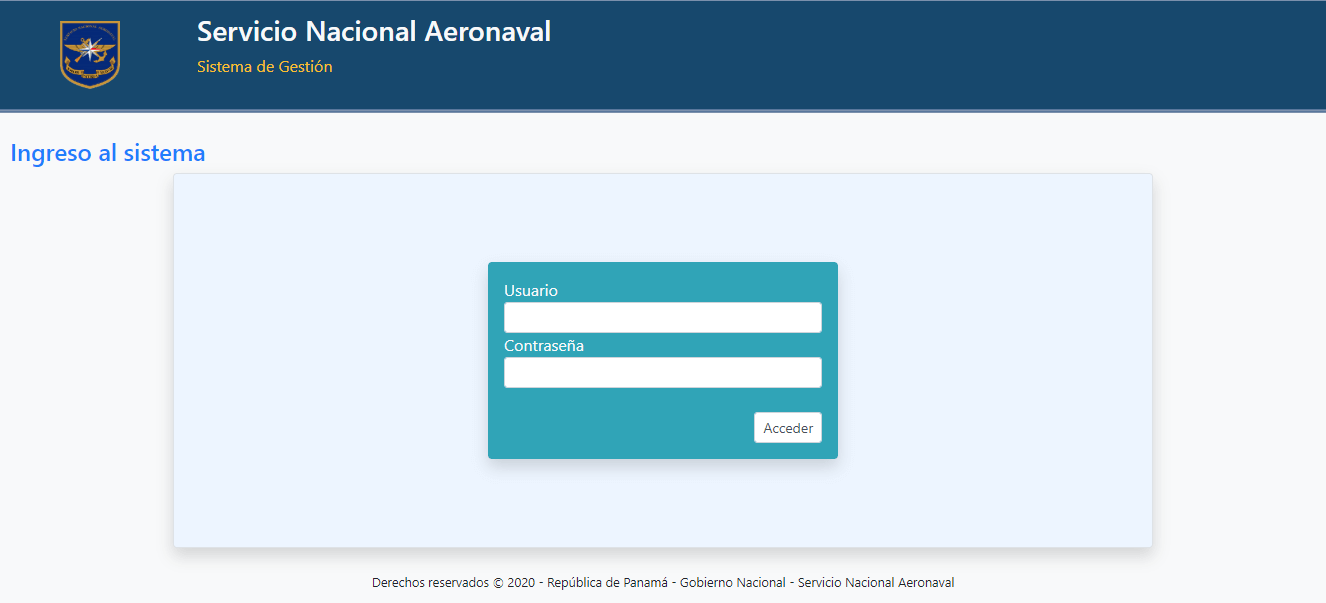 Servicio Nacional Aeronaval
Sistema de Gestión
Ingreso al sistema
Usuario
Contraseña
Acceder
Derechos reservados © 2020 - República de Panamá - Gobierno Nacional - Servicio Nacional Aeronaval